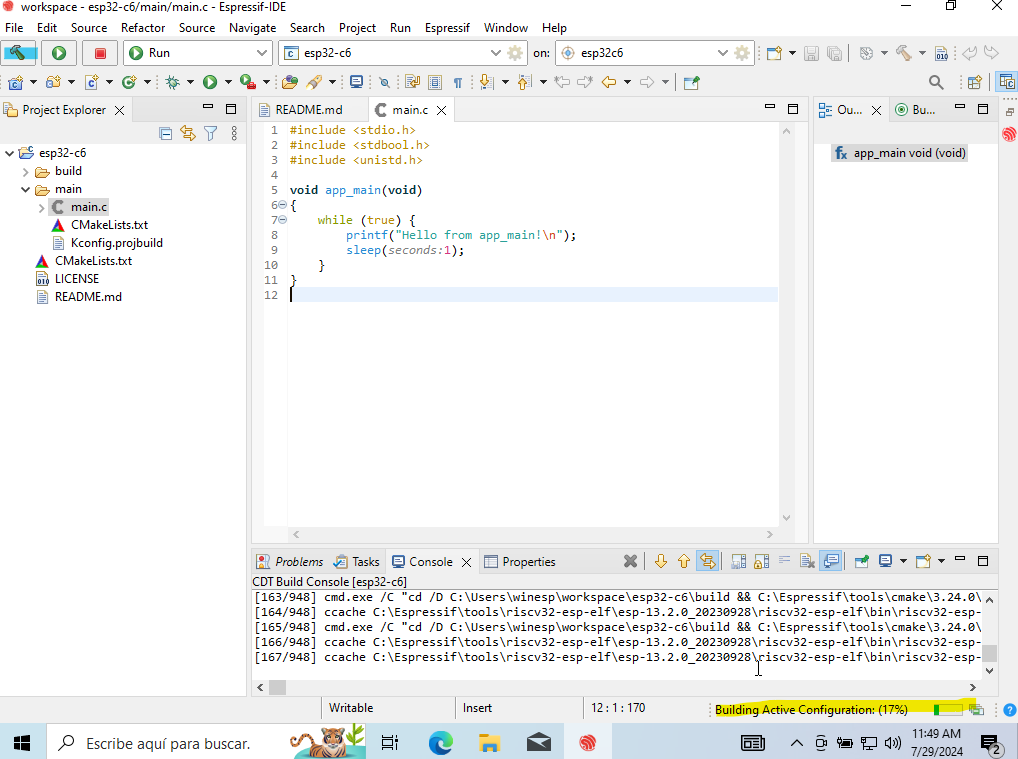 workspace - esp32-c6/main/main.c - Espressif-IDE
File Edit Source Refactor Source Navigate Search Project Run Espressif Window Help
Run esp32-c6 on: esp32c6
Project Explorer
esp32-c6
build
main
main.c
CMakeLists.txt
Kconfig.projbuild
CMakeLists.txt
LICENSE
README.md
README.md main.c
1 #include <stdio.h>
2 #include <stdbool.h>
3 #include <unistd.h>
4
5 void app_main(void)
6 {
7 while (true) {
8 printf("Hello from app_main!\n");
9 sleep(seconds:1);
10 }
11 }
12
Ou... Bu...
app_main void (void)
Problems Tasks Console Properties
CDT Build Console [esp32-c6]
[163/948] cmd.exe /C "cd /D C:\Users\winesp\workspace\esp32-c6\build && C:\Espressif\tools\cmake\3.24.0\
[164/948] ccache C:\Espressif\tools\riscv32-esp-elf\esp-13.2.0_20230928\riscv32-esp-elf\bin\riscv32-esp-
[165/948] cmd.exe /C "cd /D C:\Users\winesp\workspace\esp32-c6\build && C:\Espressif\tools\cmake\3.24.0\
[166/948] ccache C:\Espressif\tools\riscv32-esp-elf\esp-13.2.0_20230928\riscv32-esp-elf\bin\riscv32-esp-
[167/948] ccache C:\Espressif\tools\riscv32-esp-elf\esp-13.2.0_20230928\riscv32-esp-elf\bin\riscv32-esp-
Writable Insert 12 : 1 : 170 Building Active Configuration: (17%)
Escribe aquí para buscar.
11:49 AM
7/29/2024
2